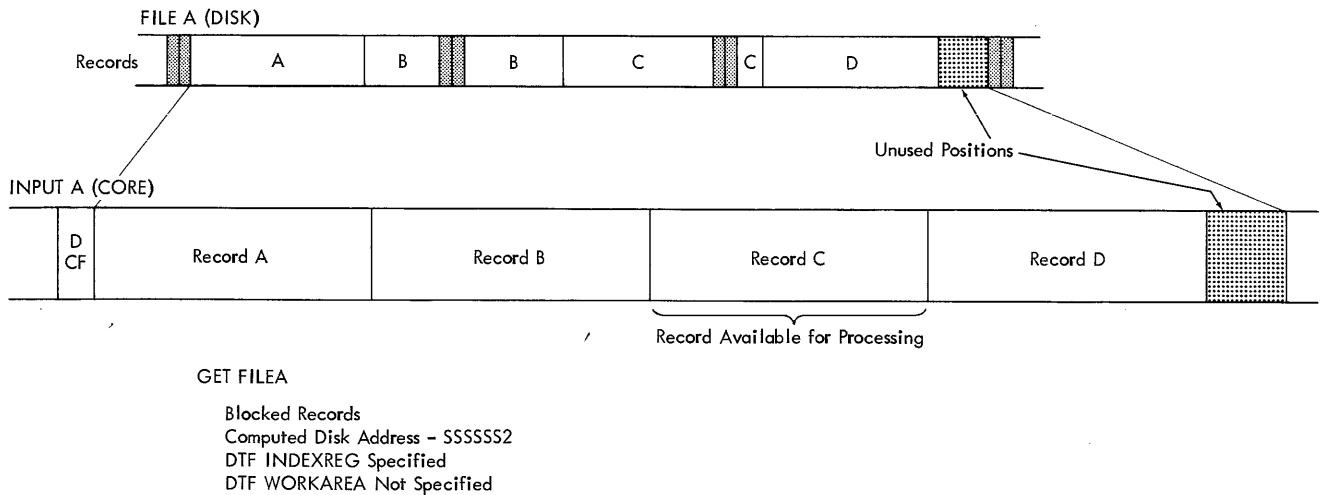 FILE A (DISK)
Records
A
B
B
C
C
D
Unused Positions
INPUT A (CORE)
D
CF
Record A
Record B
Record C
Record D
Record Available for Processing
GET FILEA
Blocked Records
Computed Disk Address - SSSSSS2
DTF INDEXREG Specified
DTF WORKAREA Not Specified